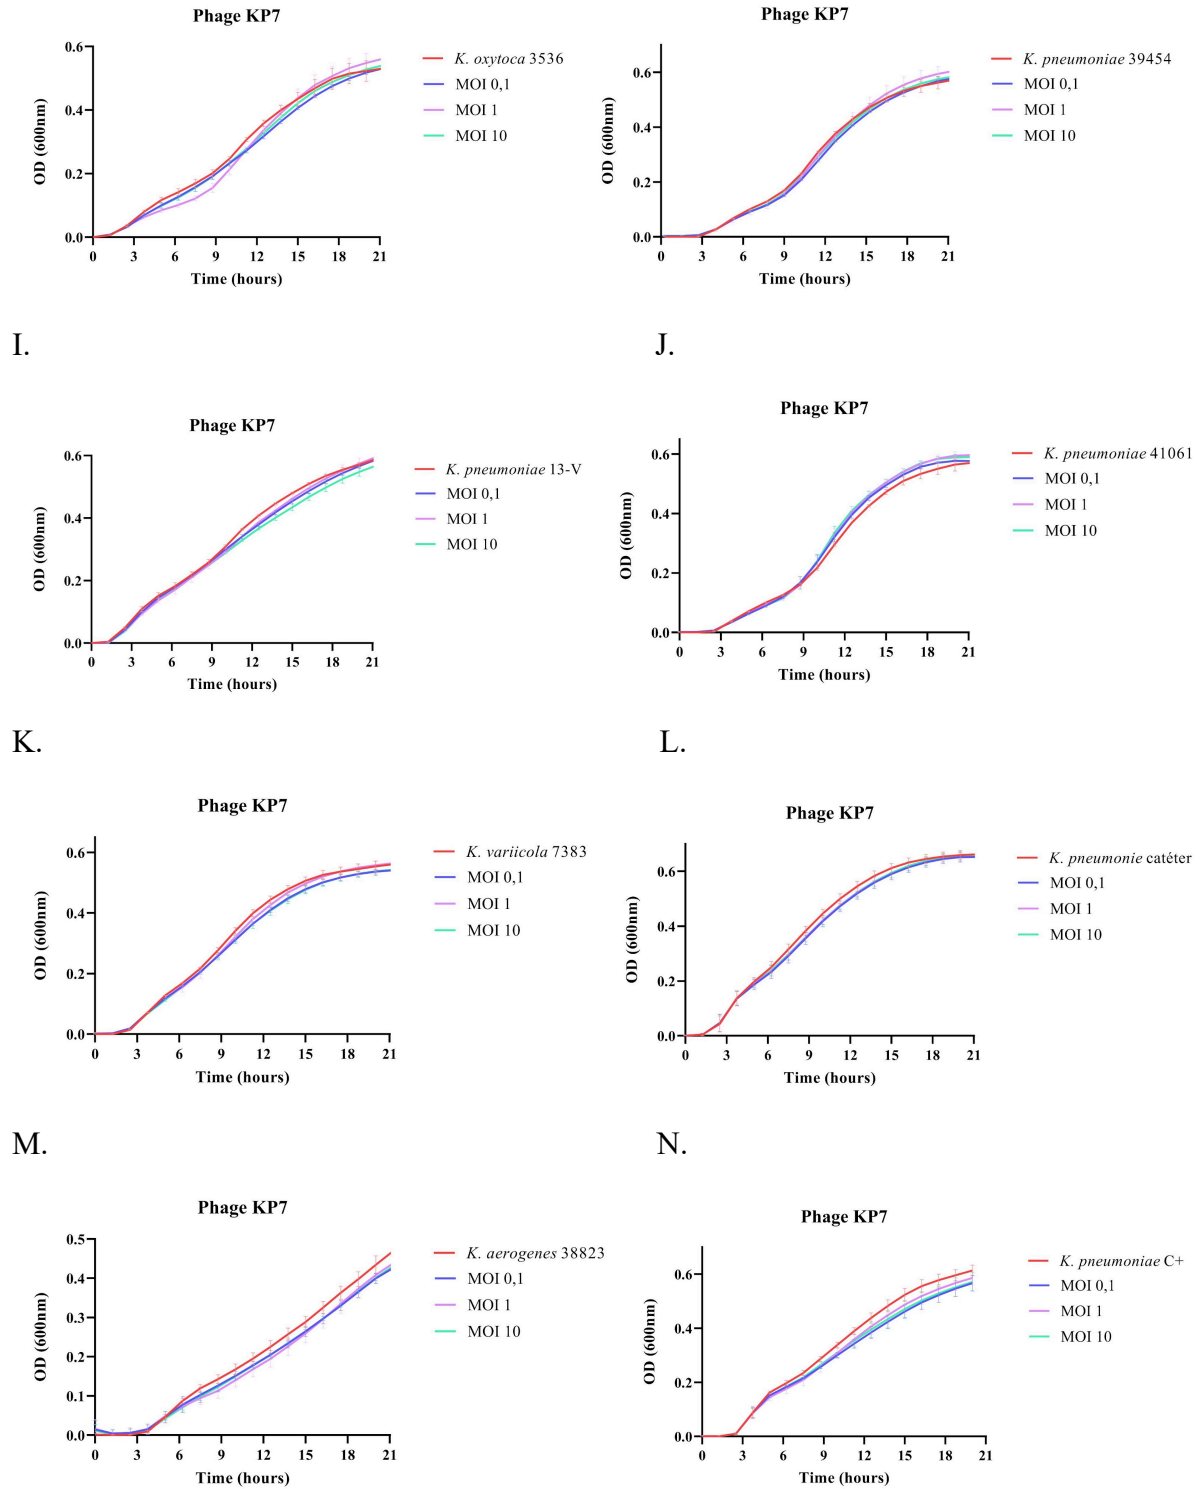 Phage KP7
0.6
0.4
0.2
0.0
OD (600nm)
0 3 6 9 12 15 18 21
Time (hours)
K. oxytoca 3536
MOI 0,1
MOI 1
MOI 10
Phage KP7
0.6
0.4
0.2
0.0
OD (600nm)
0 3 6 9 12 15 18 21
Time (hours)
K. pneumoniae 39454
MOI 0,1
MOI 1
MOI 10
I.
J.
Phage KP7
0.6
0.4
0.2
0.0
OD (600nm)
0 3 6 9 12 15 18 21
Time (hours)
K. pneumoniae 13-V
MOI 0,1
MOI 1
MOI 10
Phage KP7
0.6
0.4
0.2
0.0
OD (600nm)
0 3 6 9 12 15 18 21
Time (hours)
K. pneumoniae 41061
MOI 0,1
MOI 1
MOI 10
K.
L.
Phage KP7
0.6
0.4
0.2
0.0
OD (600nm)
0 3 6 9 12 15 18 21
Time (hours)
K. variicola 7383
MOI 0,1
MOI 1
MOI 10
Phage KP7
0.6
0.4
0.2
0.0
OD (600nm)
0 3 6 9 12 15 18 21
Time (hours)
K. pneumonie catéter
MOI 0,1
MOI 1
MOI 10
M.
N.
Phage KP7
0.5
0.4
0.3
0.2
0.1
0.0
OD (600nm)
0 3 6 9 12 15 18 21
Time (hours)
K. aerogenes 38823
MOI 0,1
MOI 1
MOI 10
Phage KP7
0.6
0.4
0.2
0.0
OD (600nm)
0 3 6 9 12 15 18 21
Time (hours)
K. pneumoniae C+
MOI 0,1
MOI 1
MOI 10